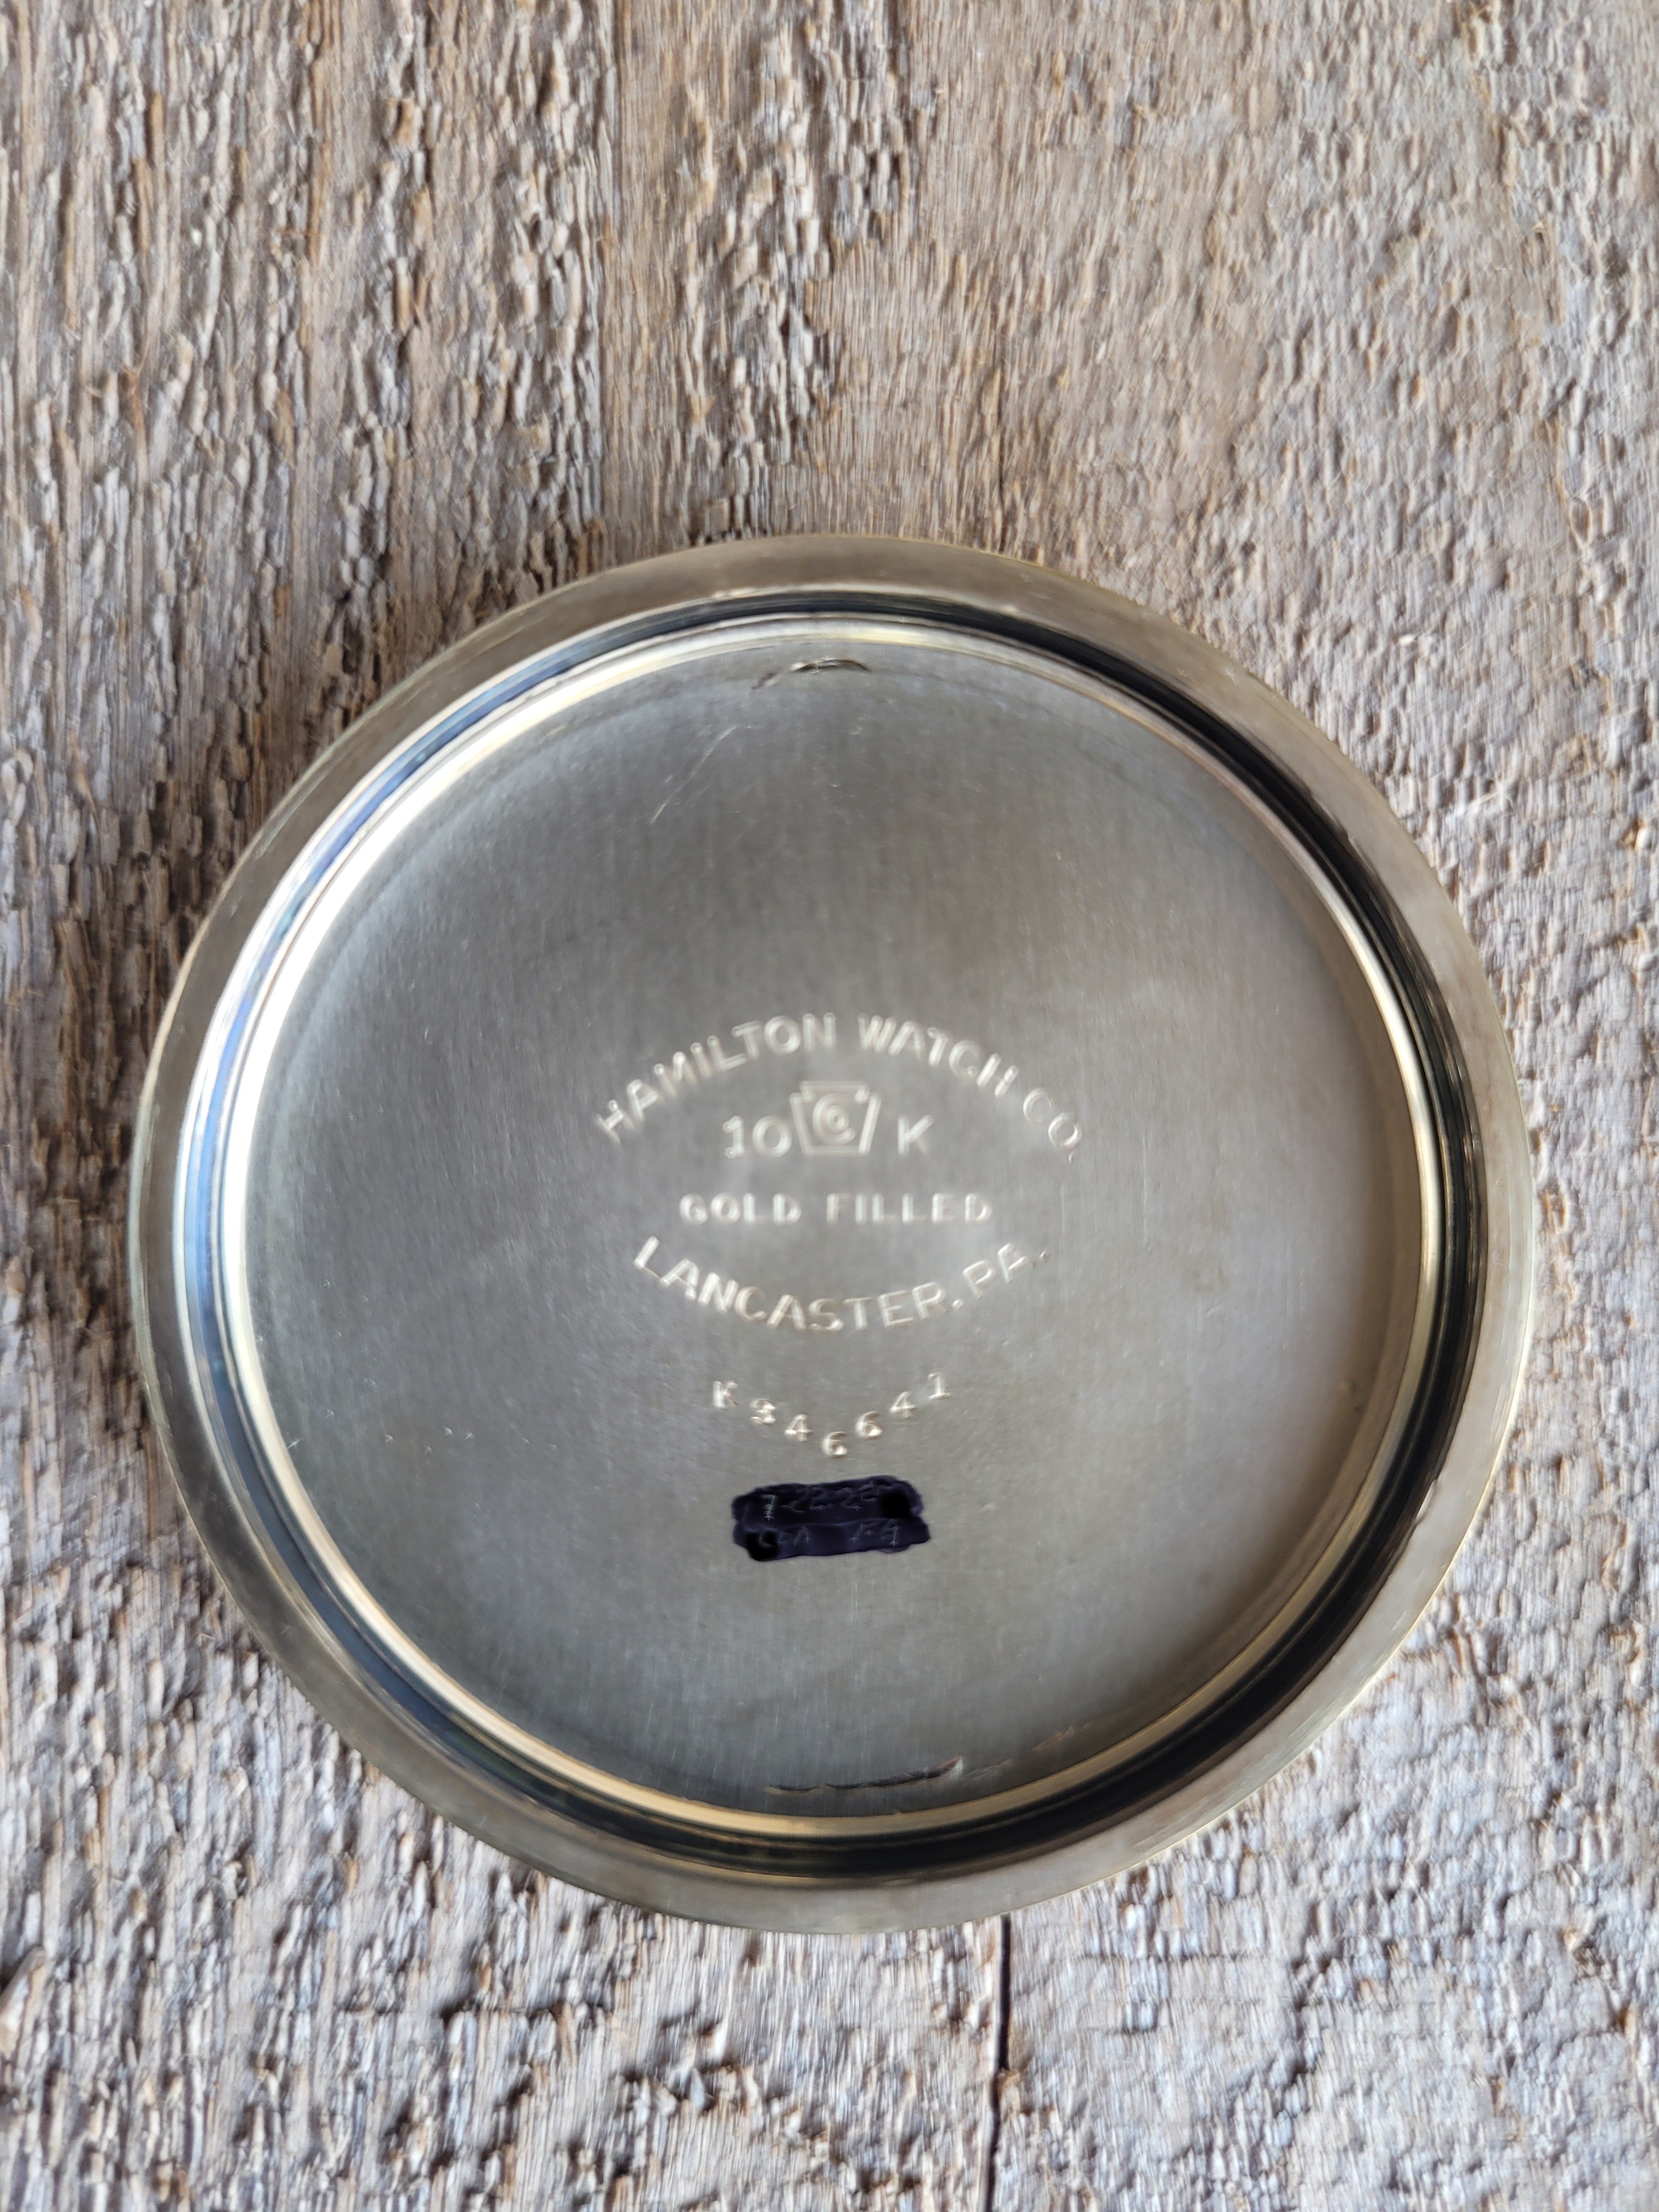 HAMILTON WATCH CO.
10 C K
GOLD FILLED
LANCASTER, PA.
K346641